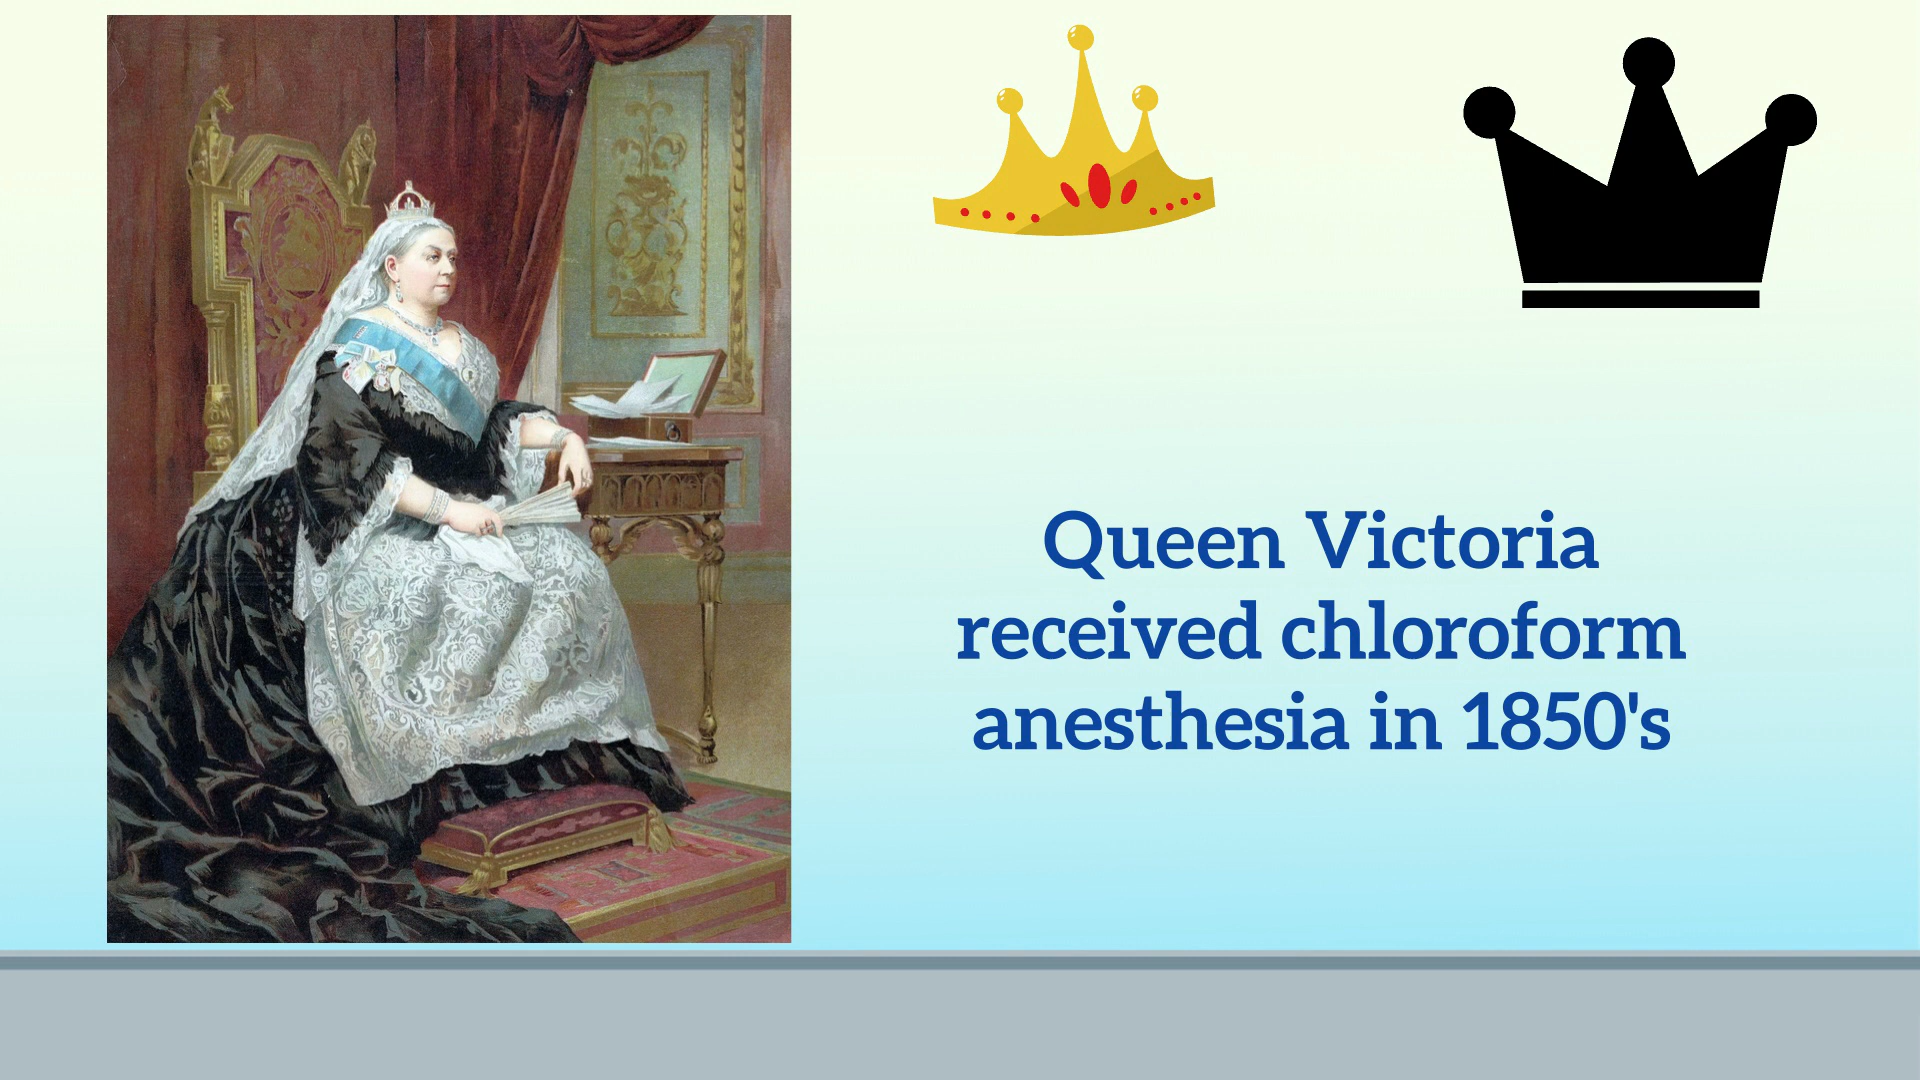 Queen Victoria
received chloroform
anesthesia in 1850's